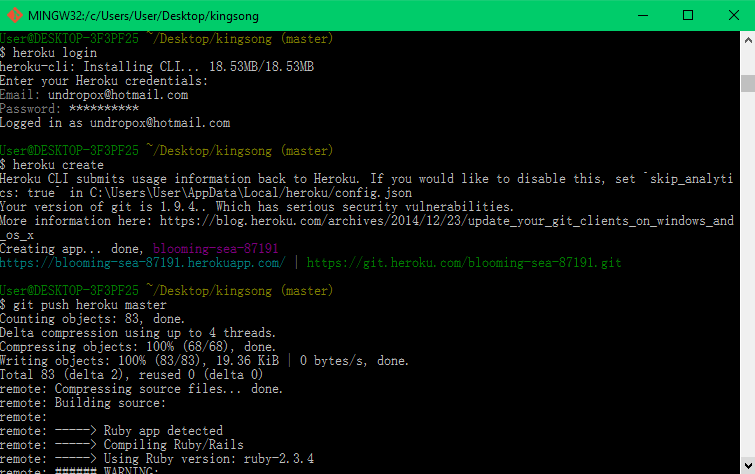 MINGW32:/c/Users/User/Desktop/kingsong
User@DESKTOP-3F3PF25 ~/Desktop/kingsong (master)
$ heroku login
heroku-cli: Installing CLI... 18.53MB/18.53MB
Enter your Heroku credentials:
Email: undropox@hotmail.com
Password: **********
Logged in as undropox@hotmail.com
User@DESKTOP-3F3PF25 ~/Desktop/kingsong (master)
$ heroku create
Heroku CLI submits usage information back to Heroku. If you would like to disable this, set `skip_analyti
cs: true` in C:\Users\User\AppData\Local/heroku/config.json
Your version of git is 1.9.4.. Which has serious security vulnerabilities.
More information here: https://blog.heroku.com/archives/2014/12/23/update_your_git_clients_on_windows_and
_os_x
Creating app... done, blooming-sea-87191
https://blooming-sea-87191.herokuapp.com/ | https://git.heroku.com/blooming-sea-87191.git
User@DESKTOP-3F3PF25 ~/Desktop/kingsong (master)
$ git push heroku master
Counting objects: 83, done.
Delta compression using up to 4 threads.
Compressing objects: 100% (68/68), done.
Writing objects: 100% (83/83), 19.36 KiB | 0 bytes/s, done.
Total 83 (delta 2), reused 0 (delta 0)
remote: Compressing source files... done.
remote: Building source:
remote:
remote: -----> Ruby app detected
remote: -----> Compiling Ruby/Rails
remote: -----> Using Ruby version: ruby-2.3.4
remote: ###### WARNING: